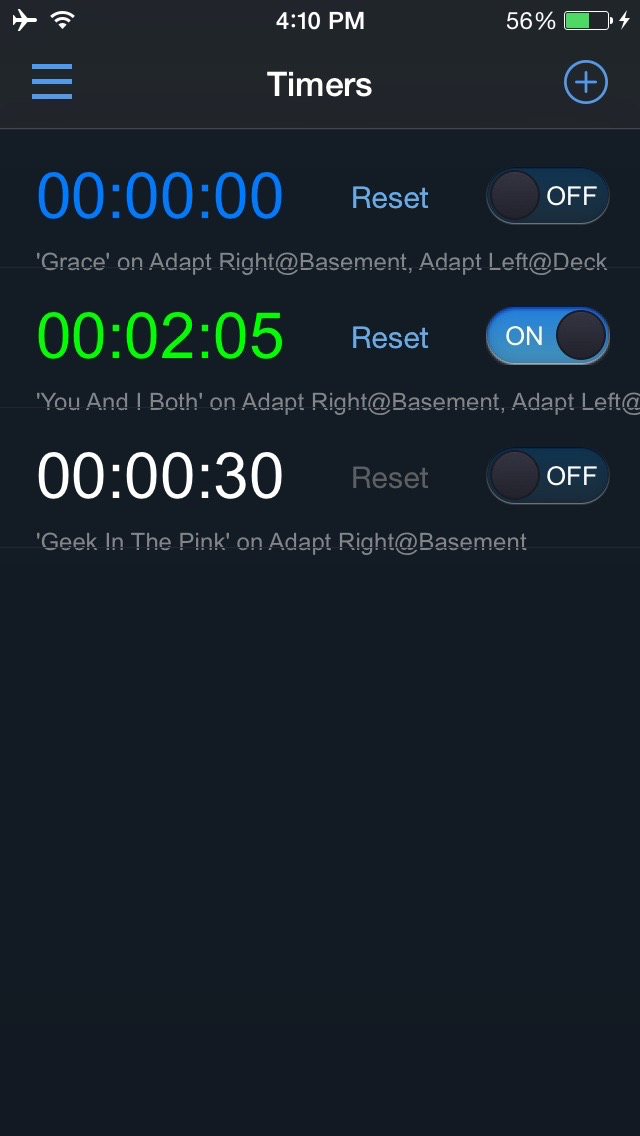 4:10 PM 56%
Timers
00:00:00 Reset OFF
'Grace' on Adapt Right@Basement, Adapt Left@Deck
00:02:05 Reset ON
'You And I Both' on Adapt Right@Basement, Adapt Left@
00:00:30 Reset OFF
'Geek In The Pink' on Adapt Right@Basement